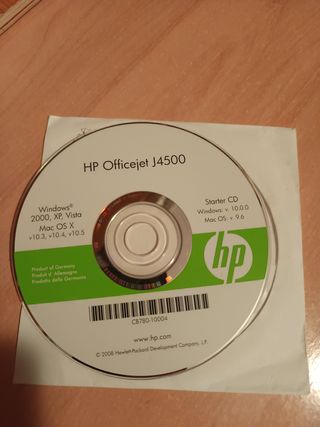 HP Officejet J4500
Windows®
2000, XP, Vista
Mac OS X
v10.3, v10.4, v10.5
Starter CD
Windows: v. 10.0.0
Mac OS: v. 9.6
Product of Germany
Produit d'Allemagne
Prodotto della Germania
hp
CB780-10004
www.hp.com
© 2008 Hewlett-Packard Development Company, L.P.